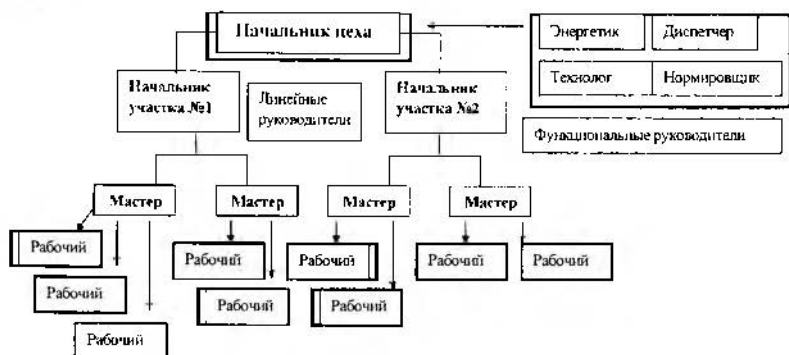 Начальник цеха
Энергетик
Диспетчер
Технолог
Нормировщик
Функциональные руководители
Начальник
участка №1
Линейные
руководители
Начальник
участка №2
Мастер
Мастер
Мастер
Мастер
Рабочий
Рабочий
Рабочий
Рабочий
Рабочий
Рабочий
Рабочий
Рабочий
Рабочий